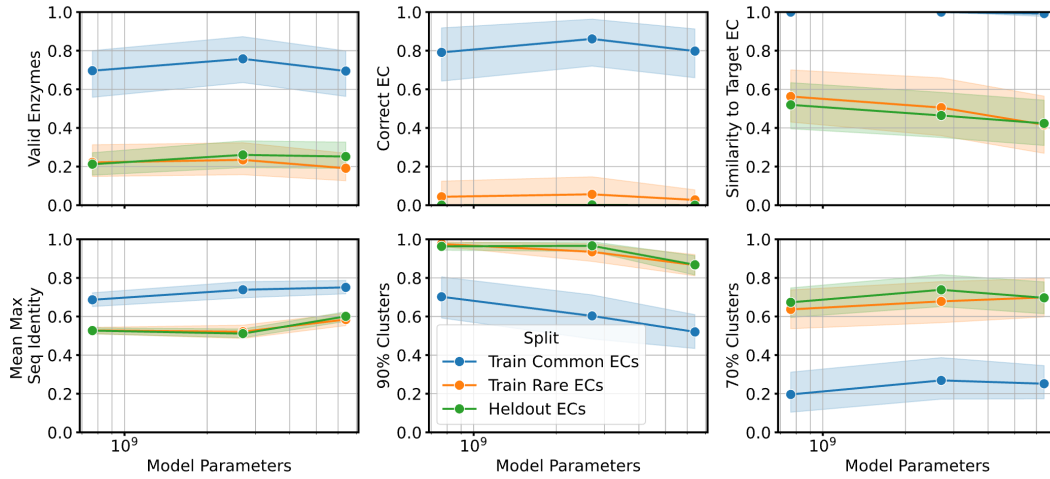 Valid Enzymes
1.0
0.8
0.6
0.4
0.2
0.0
Correct EC
1.0
0.8
0.6
0.4
0.2
0.0
Similarity to Target EC
1.0
0.8
0.6
0.4
0.2
0.0
Mean Max
Seq Identity
1.0
0.8
0.6
0.4
0.2
0.0
10^9
Model Parameters
90% Clusters
1.0
0.8
0.6
0.4
0.2
0.0
Split
Train Common ECs
Train Rare ECs
Heldout ECs
10^9
Model Parameters
70% Clusters
1.0
0.8
0.6
0.4
0.2
0.0
10^9
Model Parameters